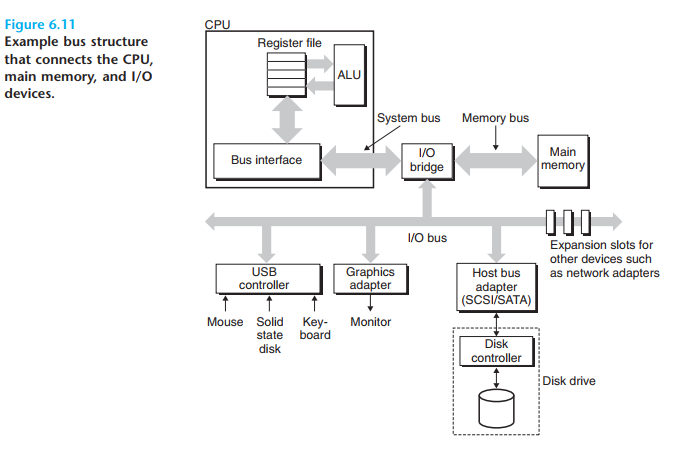 Figure 6.11
Example bus structure
that connects the CPU,
main memory, and I/O
devices.
CPU
Register file
ALU
System bus
Memory bus
Bus interface
I/O
bridge
Main
memory
I/O bus
Expansion slots for
other devices such
as network adapters
USB
controller
Graphics
adapter
Host bus
adapter
(SCSI/SATA)
Mouse
Solid
state
disk
Key-
board
Monitor
Disk
controller
Disk drive